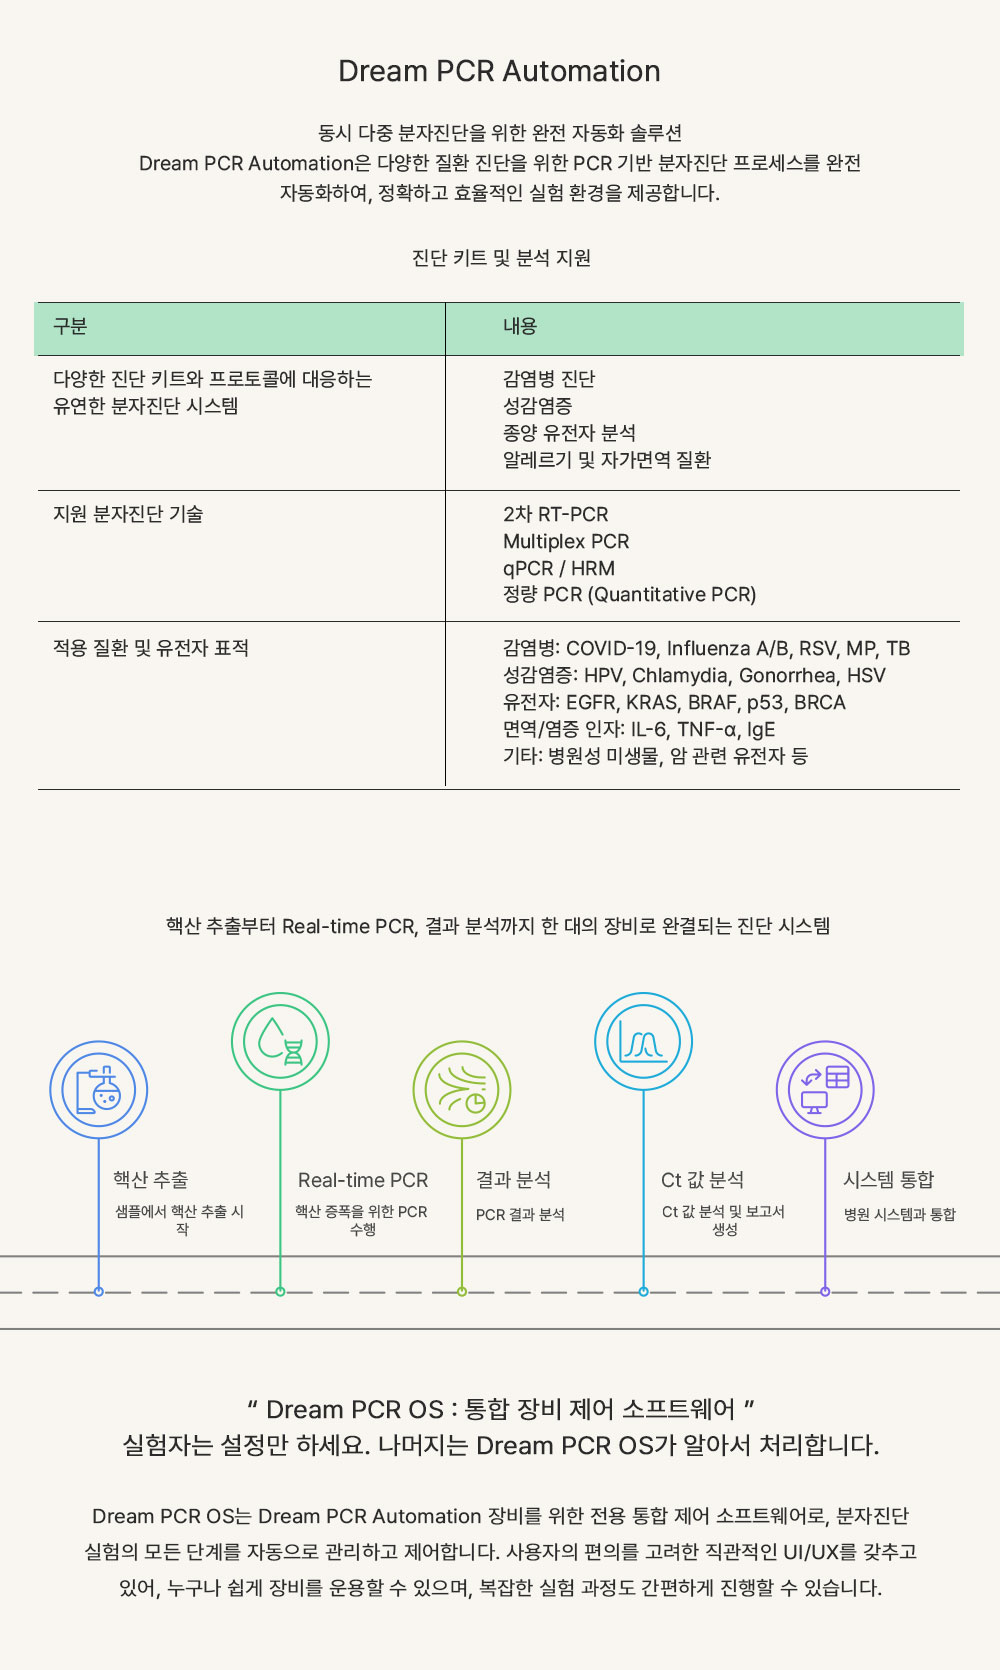 Dream PCR Automation
동시 다중 분자진단을 위한 완전 자동화 솔루션
Dream PCR Automation은 다양한 질환 진단을 위한 PCR 기반 분자진단 프로세스를 완전
자동화하여, 정확하고 효율적인 실험 환경을 제공합니다.
진단 키트 및 분석 지원
구분
내용
다양한 진단 키트와 프로토콜에 대응하는
유연한 분자진단 시스템
감염병 진단
성감염증
종양 유전자 분석
알레르기 및 자가면역 질환
지원 분자진단 기술
2차 RT-PCR
Multiplex PCR
qPCR / HRM
정량 PCR (Quantitative PCR)
적용 질환 및 유전자 표적
감염병: COVID-19, Influenza A/B, RSV, MP, TB
성감염증: HPV, Chlamydia, Gonorrhea, HSV
유전자: EGFR, KRAS, BRAF, p53, BRCA
면역/염증 인자: IL-6, TNF-α, IgE
기타: 병원성 미생물, 암 관련 유전자 등
핵산 추출부터 Real-time PCR, 결과 분석까지 한 대의 장비로 완결되는 진단 시스템
핵산 추출
샘플에서 핵산 추출 시
작
Real-time PCR
핵산 증폭을 위한 PCR
수행
결과 분석
PCR 결과 분석
Ct 값 분석
Ct 값 분석 및 보고서
생성
시스템 통합
병원 시스템과 통합
“ Dream PCR OS : 통합 장비 제어 소프트웨어 ”
실험자는 설정만 하세요. 나머지는 Dream PCR OS가 알아서 처리합니다.
Dream PCR OS는 Dream PCR Automation 장비를 위한 전용 통합 제어 소프트웨어로, 분자진단
실험의 모든 단계를 자동으로 관리하고 제어합니다. 사용자의 편의를 고려한 직관적인 UI/UX를 갖추고
있어, 누구나 쉽게 장비를 운용할 수 있으며, 복잡한 실험 과정도 간편하게 진행할 수 있습니다.